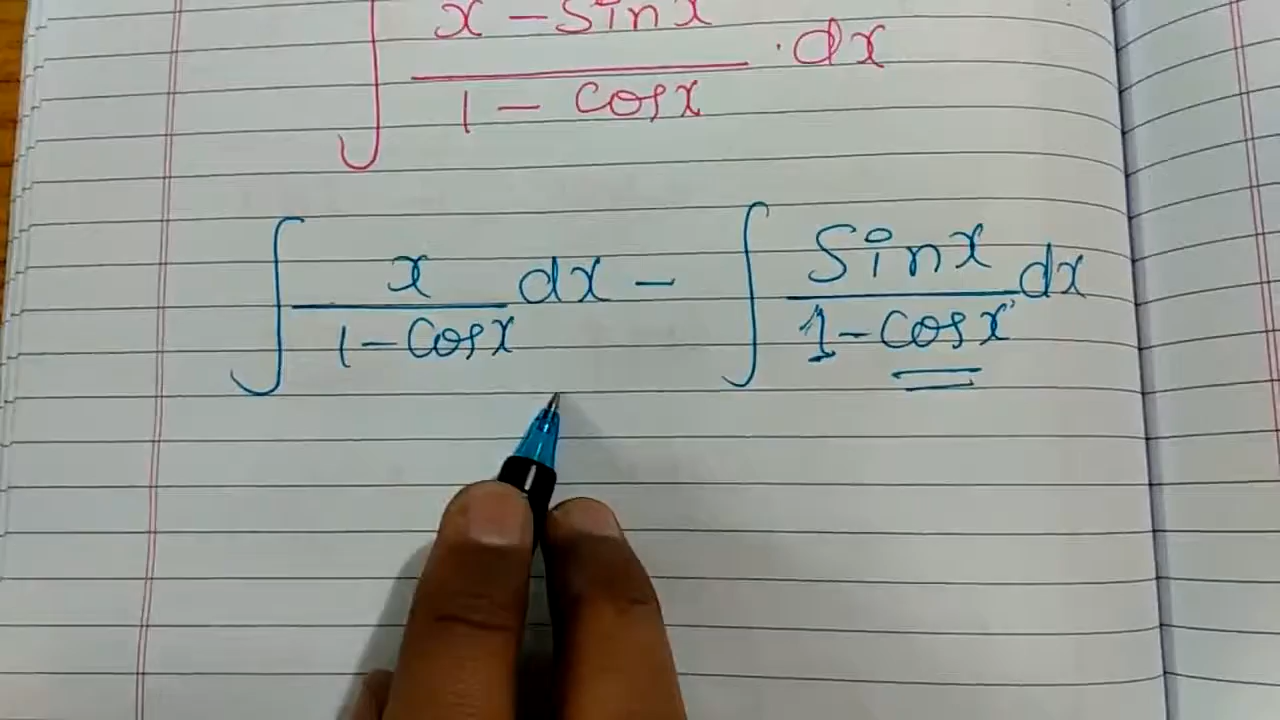 ∫ x - Sin x / 1 - Cos x . dx
∫ x / 1 - Cos x dx - ∫ Sin x / 1 - Cos x dx